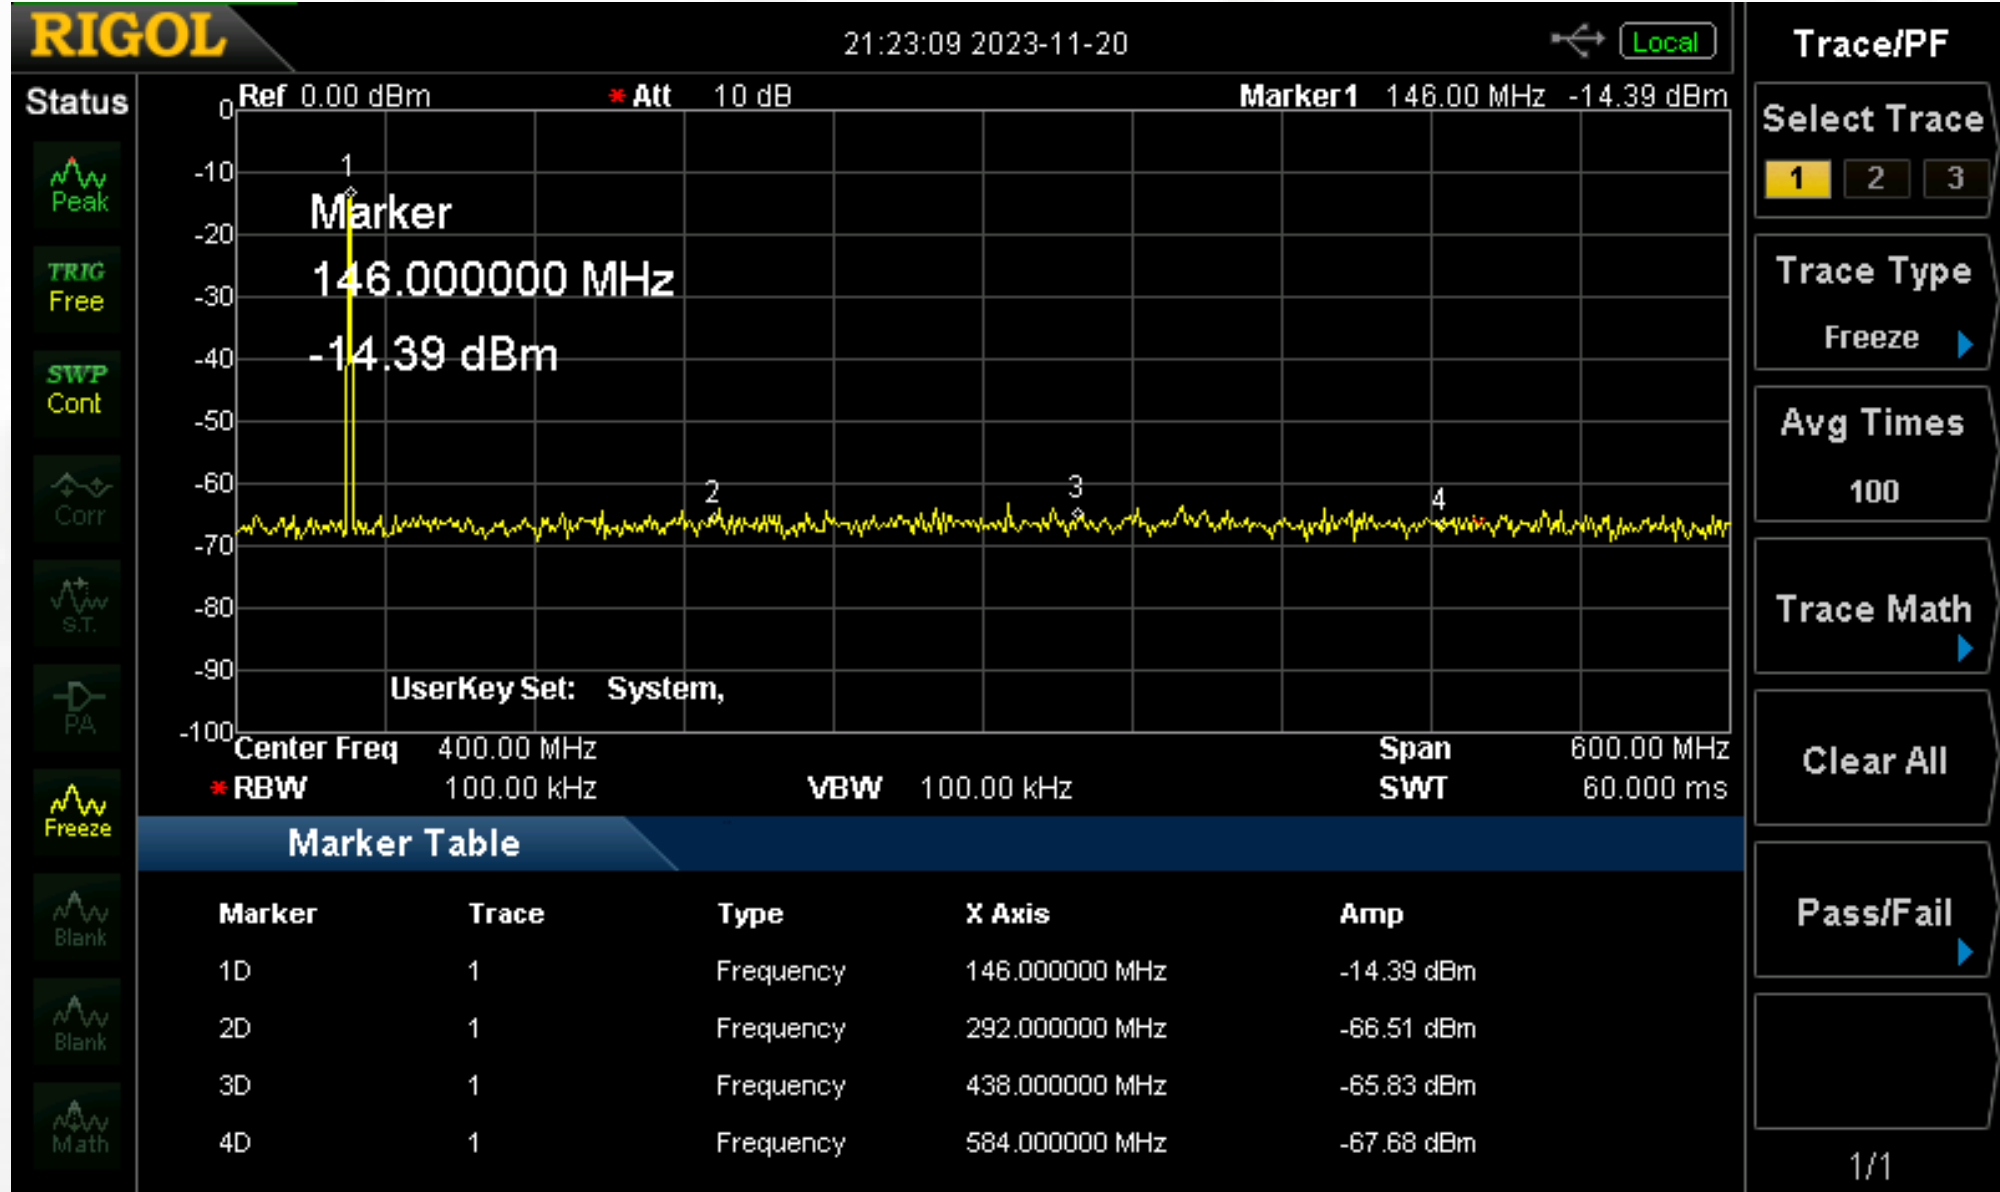 RIGOL
21:23:09 2023-11-20
Local
Trace/PF
Status
Ref 0.00 dBm
* Att 10 dB
Marker1 146.00 MHz -14.39 dBm
Select Trace
1 2 3
Peak
TRIG
Free
SWP
Cont
Corr
S.T.
PA
Freeze
Blank
Blank
Math
0
-10
-20
-30
-40
-50
-60
-70
-80
-90
-100
1
Marker
146.000000 MHz
-14.39 dBm
2
3
4
UserKey Set: System,
Center Freq 400.00 MHz
Span 600.00 MHz
* RBW 100.00 kHz
VBW 100.00 kHz
SWT 60.000 ms
Trace Type
Freeze
Avg Times
100
Trace Math
Clear All
Pass/Fail
1/1
Marker Table
Marker Trace Type X Axis Amp
1D 1 Frequency 146.000000 MHz -14.39 dBm
2D 1 Frequency 292.000000 MHz -66.51 dBm
3D 1 Frequency 438.000000 MHz -65.83 dBm
4D 1 Frequency 584.000000 MHz -67.68 dBm